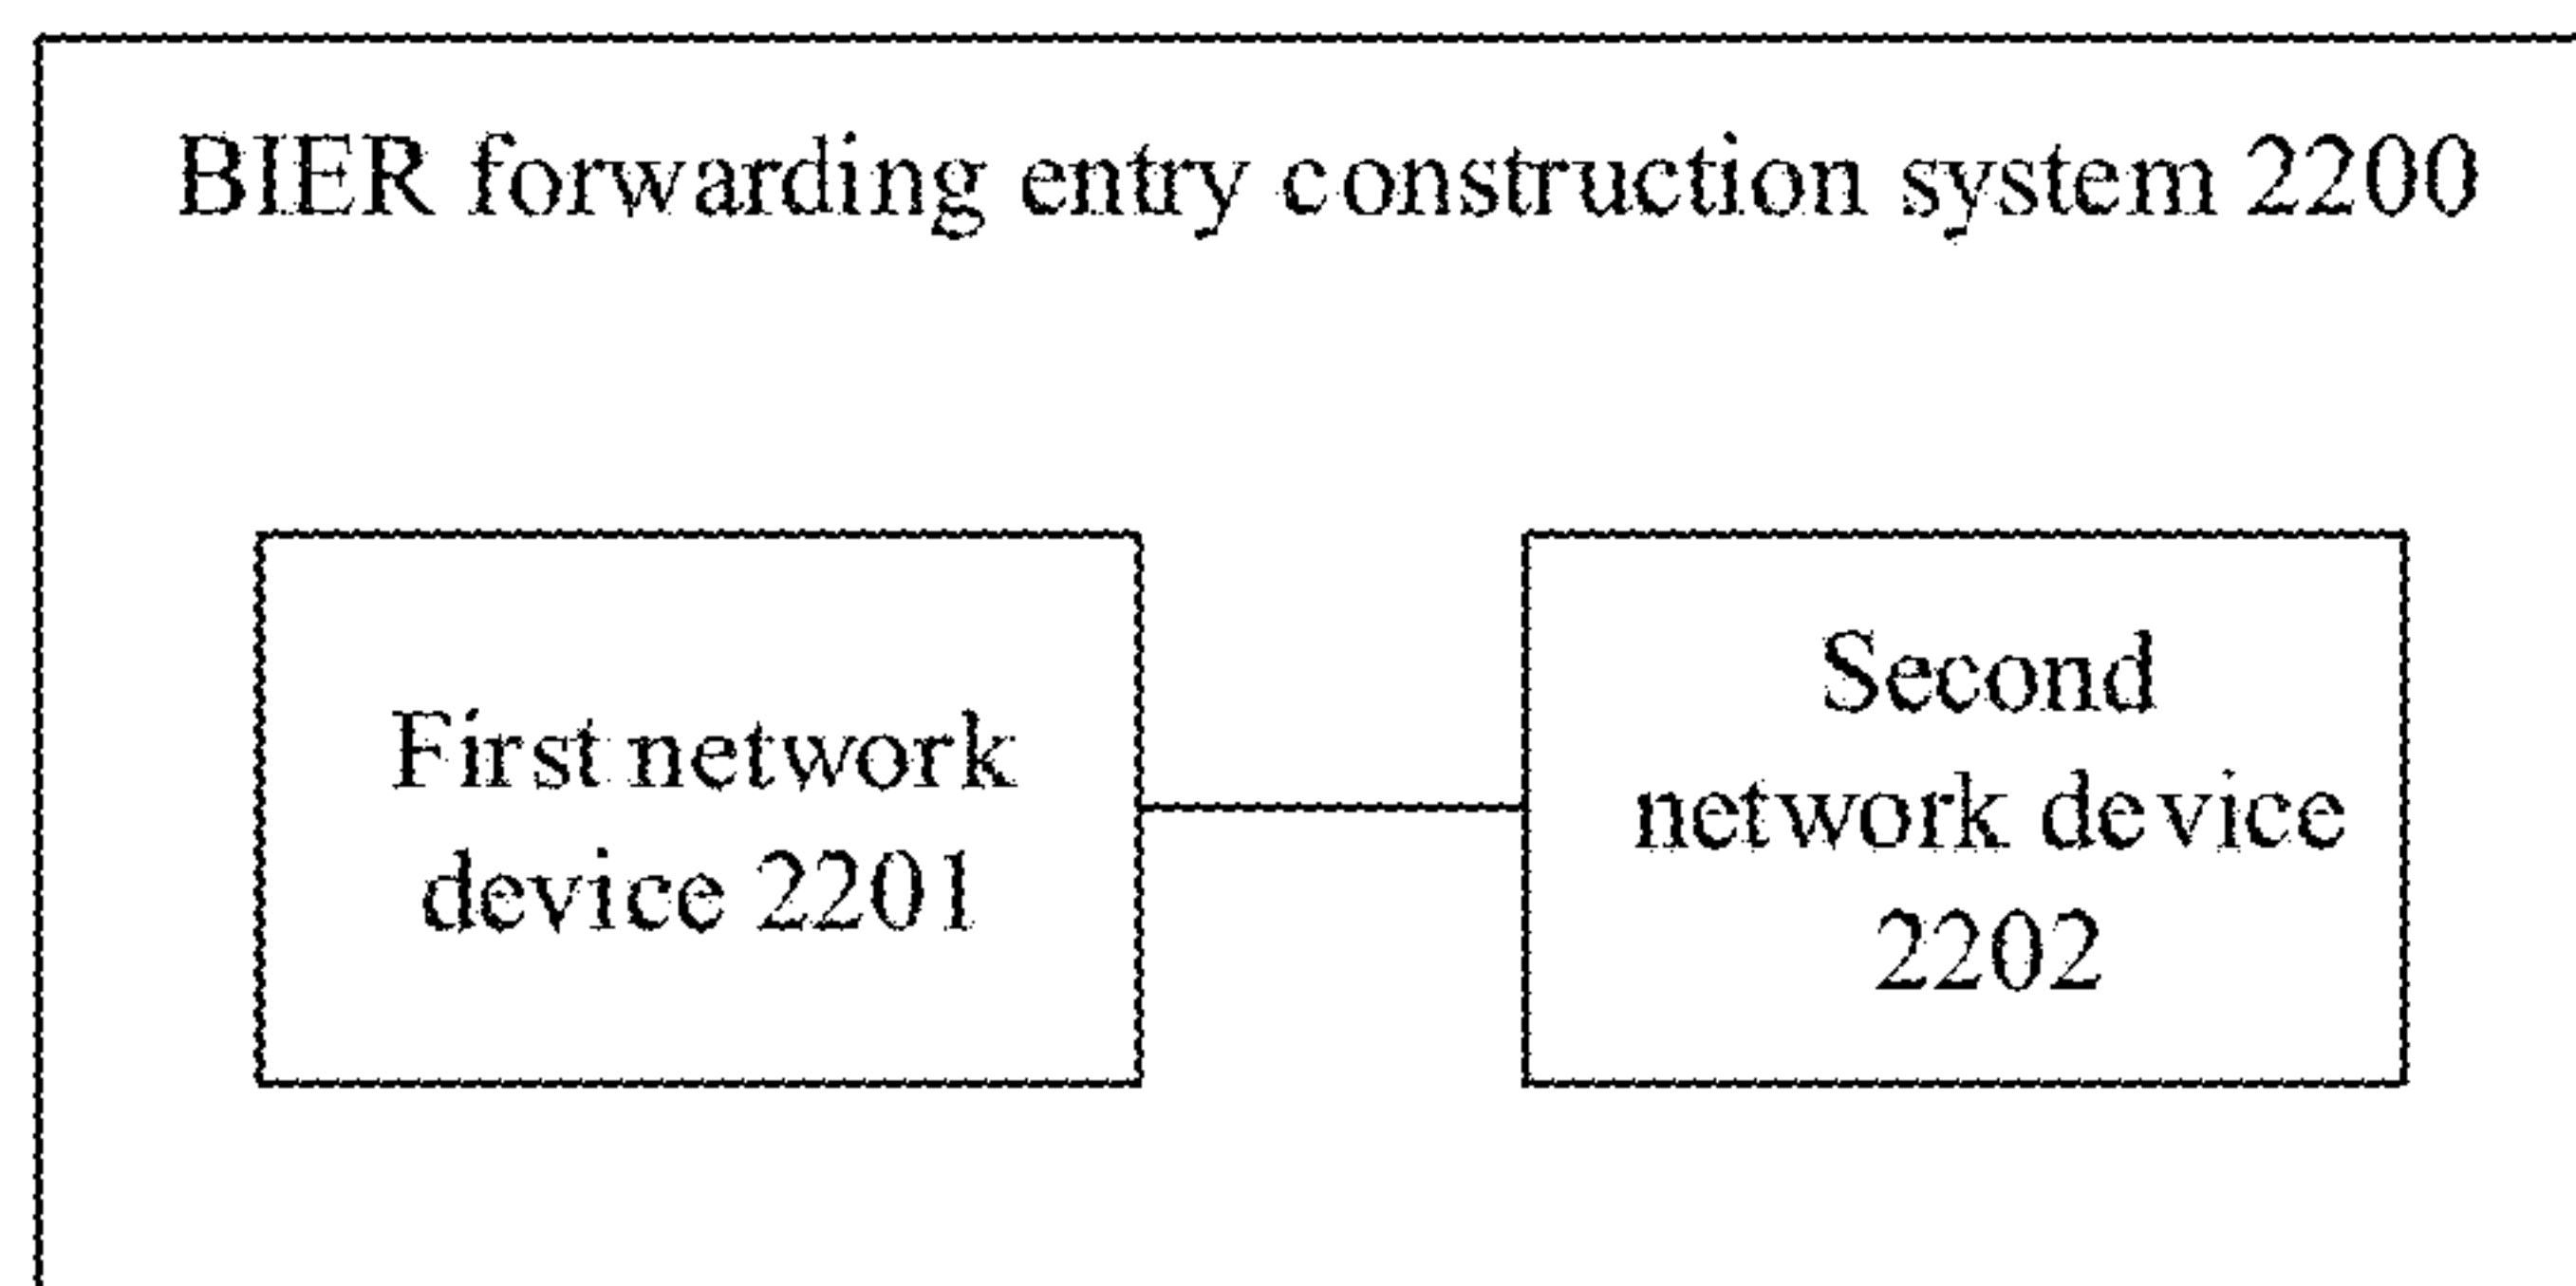 BIER forwarding entry construction system 2200
First network
device 2201
Second
network device
2202